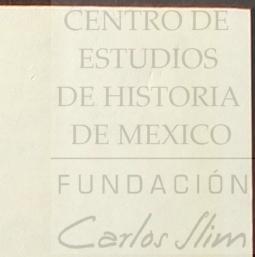 CENTRO DE
ESTUDIOS
DE HISTORIA
DE MEXICO
FUNDACIÓN
Carlos Slim